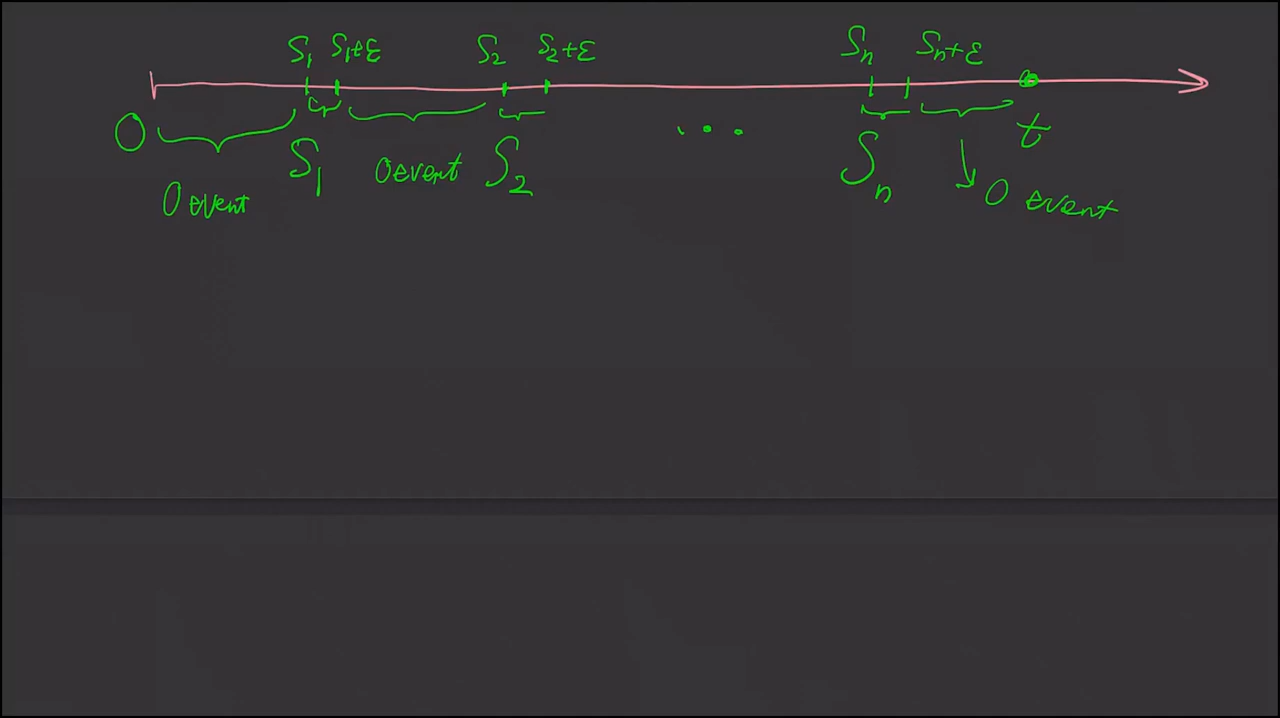 S₁ S₁+ε S₂ S₂+ε Sₙ Sₙ+ε
0 S₁ 0 event S₂ ... Sₙ t
0 event 0 event